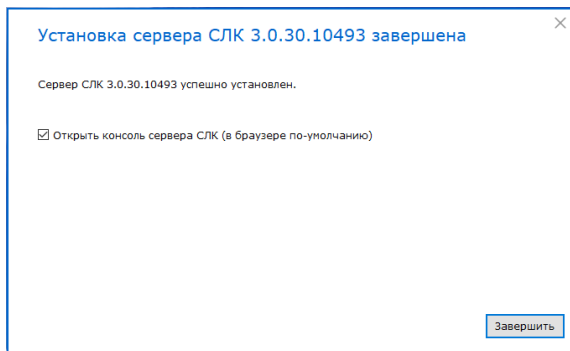 Установка сервера СЛК 3.0.30.10493 завершена
Сервер СЛК 3.0.30.10493 успешно установлен.
Открыть консоль сервера СЛК (в браузере по-умолчанию)
Завершить